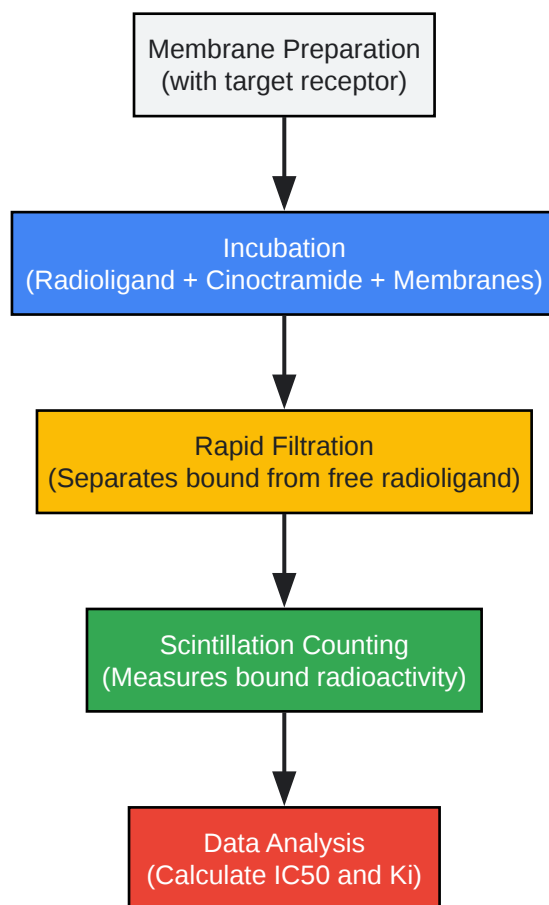 Membrane Preparation
(with target receptor)
Incubation
(Radioligand + Cinoctramide + Membranes)
Rapid Filtration
(Separates bound from free radioligand)
Scintillation Counting
(Measures bound radioactivity)
Data Analysis
(Calculate IC50 and Ki)